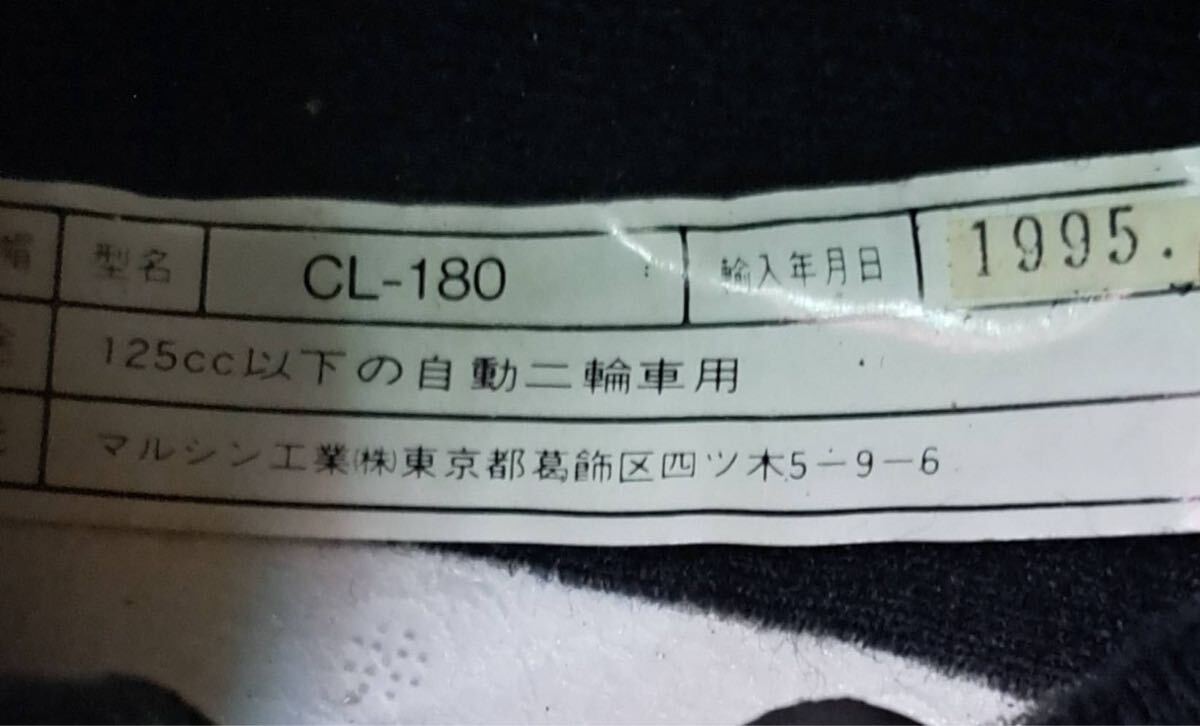 帽 型名 CL-180 輸入年月日 1995.
125cc以下の自動二輪車用
マルシン工業㈱東京都葛飾区四ツ木5-9-6